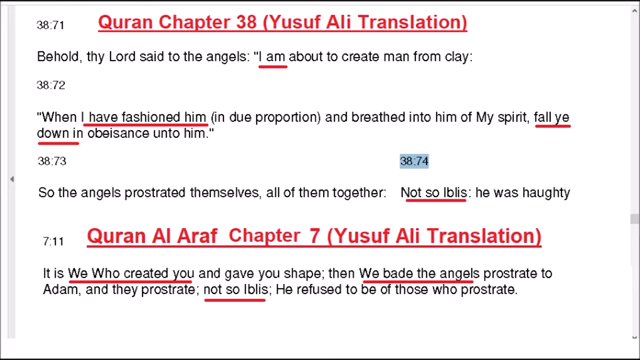 38:71 Quran Chapter 38 (Yusuf Ali Translation)
Behold, thy Lord said to the angels: "I am about to create man from clay:
38:72
"When I have fashioned him (in due proportion) and breathed into him of My spirit, fall ye
down in obeisance unto him."
38:73 38:74
So the angels prostrated themselves, all of them together: Not so Iblis: he was haughty
7:11 Quran Al Araf Chapter 7 (Yusuf Ali Translation)
It is We Who created you and gave you shape; then We bade the angels prostrate to
Adam, and they prostrate; not so Iblis; He refused to be of those who prostrate.